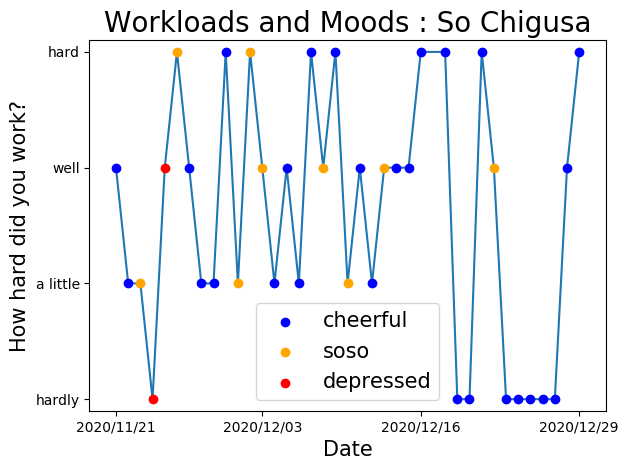 Workloads and Moods : So Chigusa
How hard did you work?
hard
well
a little
hardly
cheerful
soso
depressed
2020/11/21
2020/12/03
2020/12/16
2020/12/29
Date